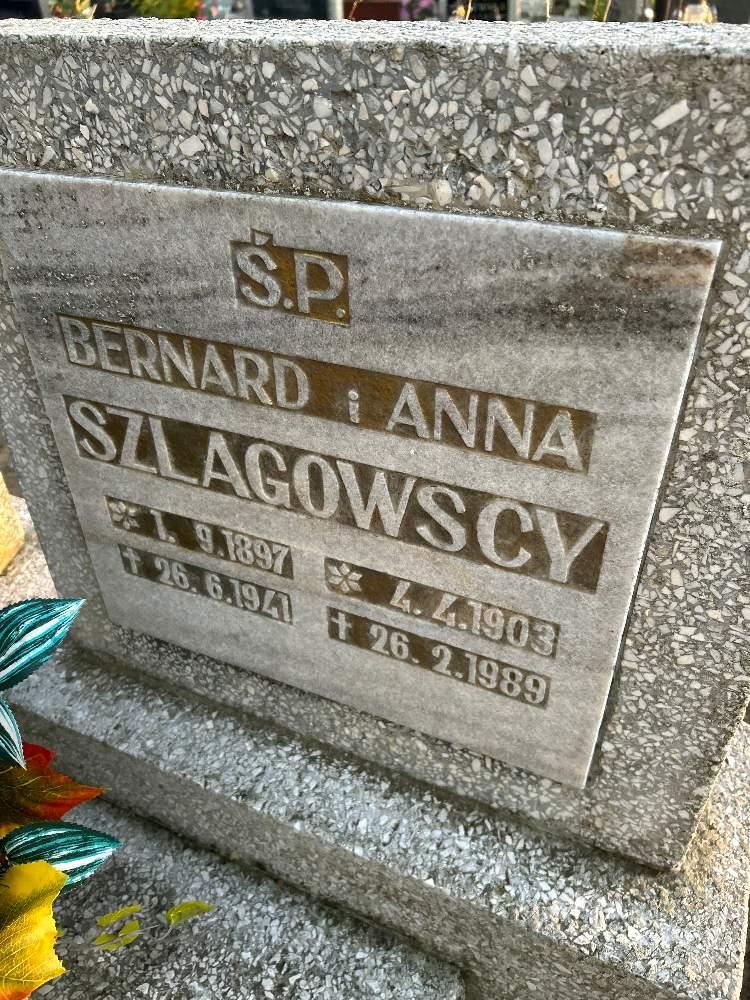 Ś.P.
BERNARD i ANNA
SZLAGOWSCY
* 1. 9.1897 * 4. 4.1903
† 26. 6.1941 † 26. 2.1989